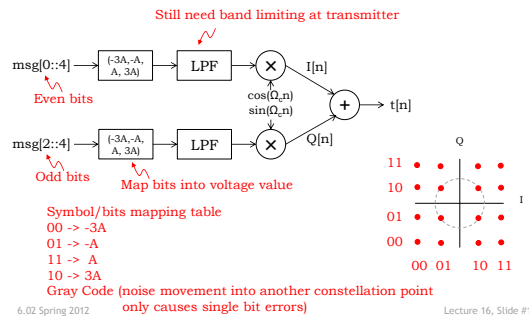 Still need band limiting at transmitter
msg[0::4]
(-3A,-A,
A, 3A)
LPF
×
I[n]
Even bits
cos(Ωcn)
sin(Ωcn)
+
t[n]
msg[2::4]
(-3A,-A,
A, 3A)
LPF
×
Q[n]
Odd bits
Map bits into voltage value
Q
I
11
10
01
00
00 01 10 11
Symbol/bits mapping table
00 -> -3A
01 -> -A
11 -> A
10 -> 3A
Gray Code (noise movement into another constellation point
only causes single bit errors)
6.02 Spring 2012
Lecture 16, Slide #1